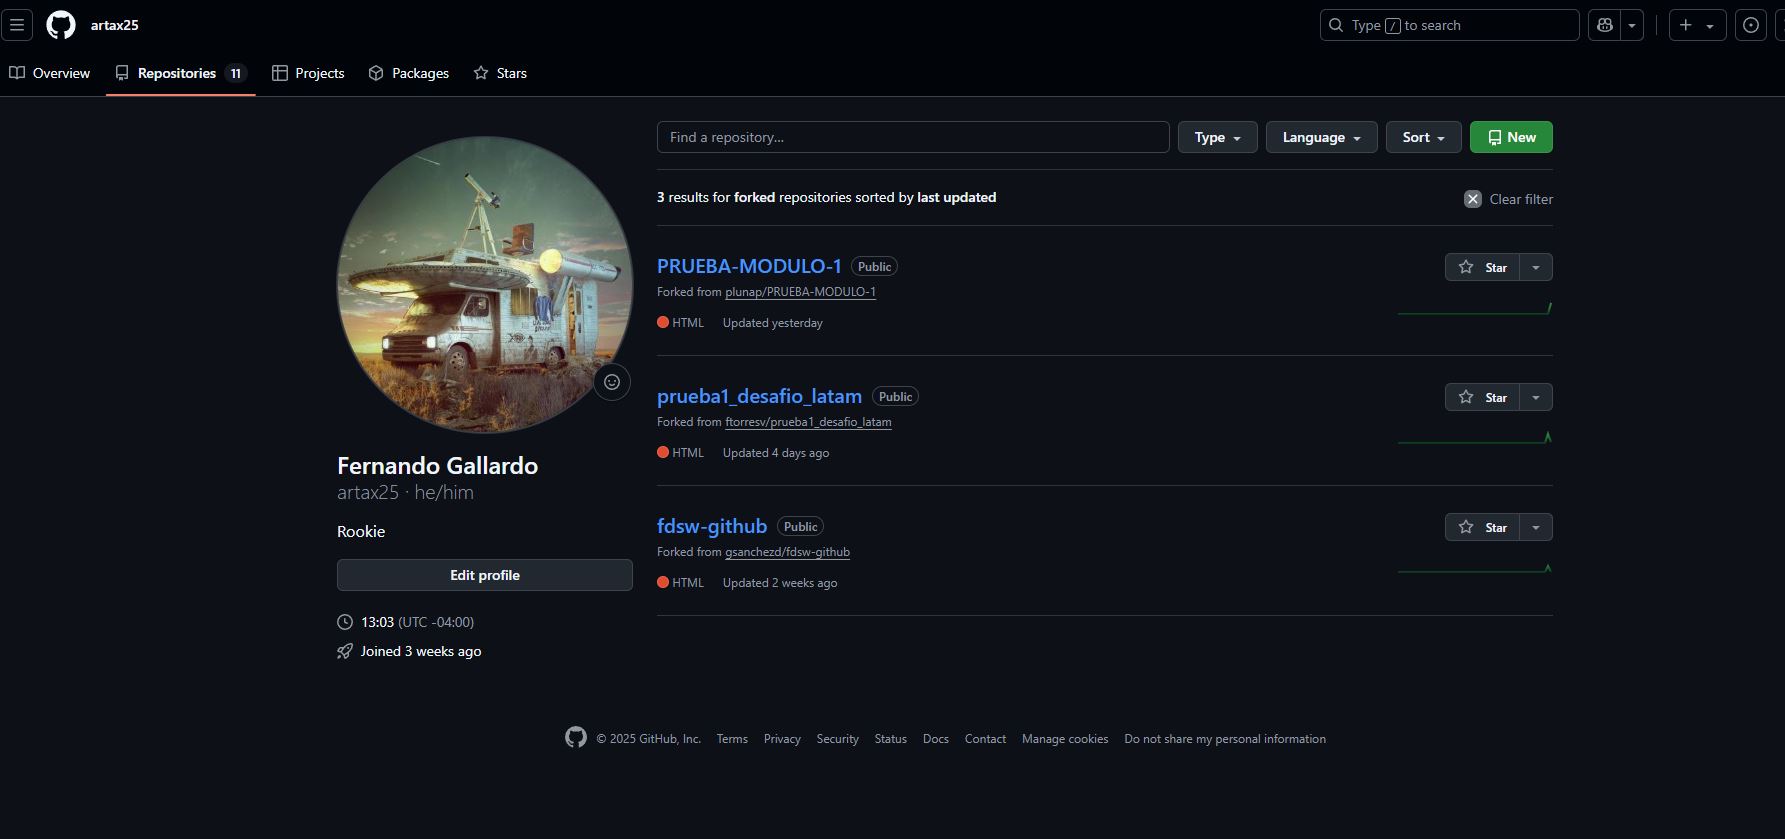 artax25
Type / to search
Overview
Repositories 11
Projects
Packages
Stars
Find a repository...
Type
Language
Sort
New
3 results for forked repositories sorted by last updated
Clear filter
PRUEBA-MODULO-1 Public
Star
Forked from plunap/PRUEBA-MODULO-1
HTML Updated yesterday
prueba1_desafio_latam Public
Star
Forked from ftorresv/prueba1_desafio_latam
HTML Updated 4 days ago
fdsw-github Public
Star
Forked from gsanchezd/fdsw-github
HTML Updated 2 weeks ago
Fernando Gallardo
artax25 · he/him
Rookie
Edit profile
13:03 (UTC -04:00)
Joined 3 weeks ago
© 2025 GitHub, Inc. Terms Privacy Security Status Docs Contact Manage cookies Do not share my personal information